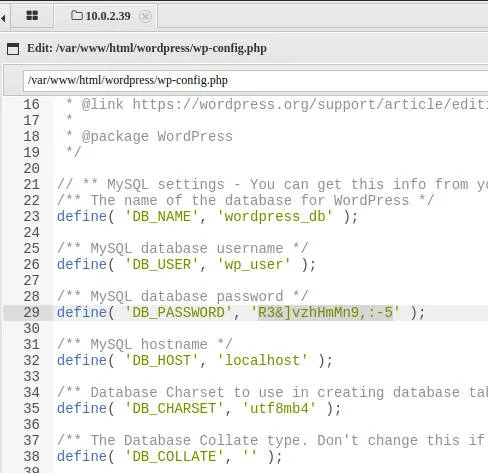 10.0.2.39
Edit: /var/www/html/wordpress/wp-config.php
/var/www/html/wordpress/wp-config.php
16 * @link https://wordpress.org/support/article/editi
17 *
18 * @package WordPress
19 */
20
21 // ** MySQL settings - You can get this info from yo
22 /** The name of the database for WordPress */
23 define( 'DB_NAME', 'wordpress_db' );
24
25 /** MySQL database username */
26 define( 'DB_USER', 'wp_user' );
27
28 /** MySQL database password */
29 define( 'DB_PASSWORD', 'R3&]vzhHmMn9,:-5' );
30
31 /** MySQL hostname */
32 define( 'DB_HOST', 'localhost' );
33
34 /** Database Charset to use in creating database tab
35 define( 'DB_CHARSET', 'utf8mb4' );
36
37 /** The Database Collate type. Don't change this if
38 define( 'DB_COLLATE', '' );
39